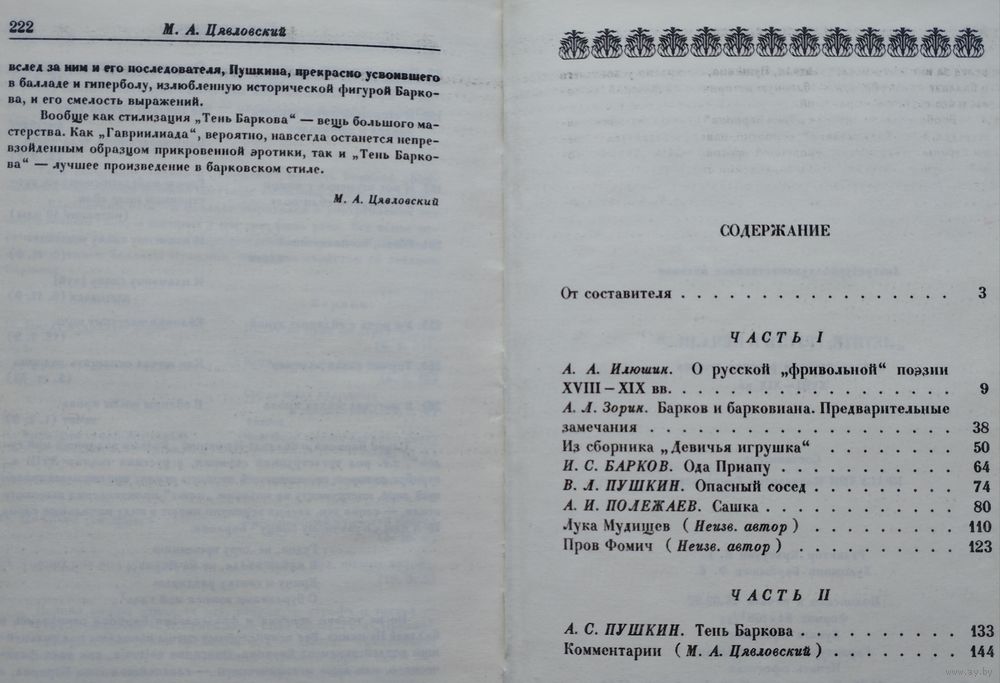 222
М. А. Цявловский
вслед за ним и его последователя, Пушкина, прекрасно усвоившего
в балладе и гиперболу, излюбленную исторической фигурой Барко-
ва, и его смелость выражений.
Вообще как стилизация „Тень Баркова“ — вещь большого ма-
стерства. Как „Гавриилиада“, вероятно, навсегда останется непре-
взойденным образцом прикровенной эротики, так и „Тень Барко-
ва“ — лучшее произведение в барковском стиле.
М. А. Цявловский
СОДЕРЖАНИЕ
От составителя . . . . . . . . . . . . . . . . . 3
ЧАСТЬ I
А. А. Илюшин. О русской „фривольной“ поэзии
XVIII – XIX вв. . . . . . . . . . . . . . . . . . 9
А. Л. Зорин. Барков и барковиана. Предварительные
замечания . . . . . . . . . . . . . . . . . . . 38
Из сборника „Девичья игрушка“ . . . . . . . . 50
И. С. БАРКОВ. Ода Приапу . . . . . . . . . . 64
В. Л. ПУШКИН. Опасный сосед . . . . . . . . . 74
А. И. ПОЛЕЖАЕВ. Сашка . . . . . . . . . . . 80
Лука Мудищев (Неизв. автор) . . . . . . . . . 110
Пров Фомич (Неизв. автор) . . . . . . . . . . 123
ЧАСТЬ II
А. С. ПУШКИН. Тень Баркова . . . . . . . . . 133
Комментарии (М. А. Цявловский) . . . . . . . . 144
www.ay.by